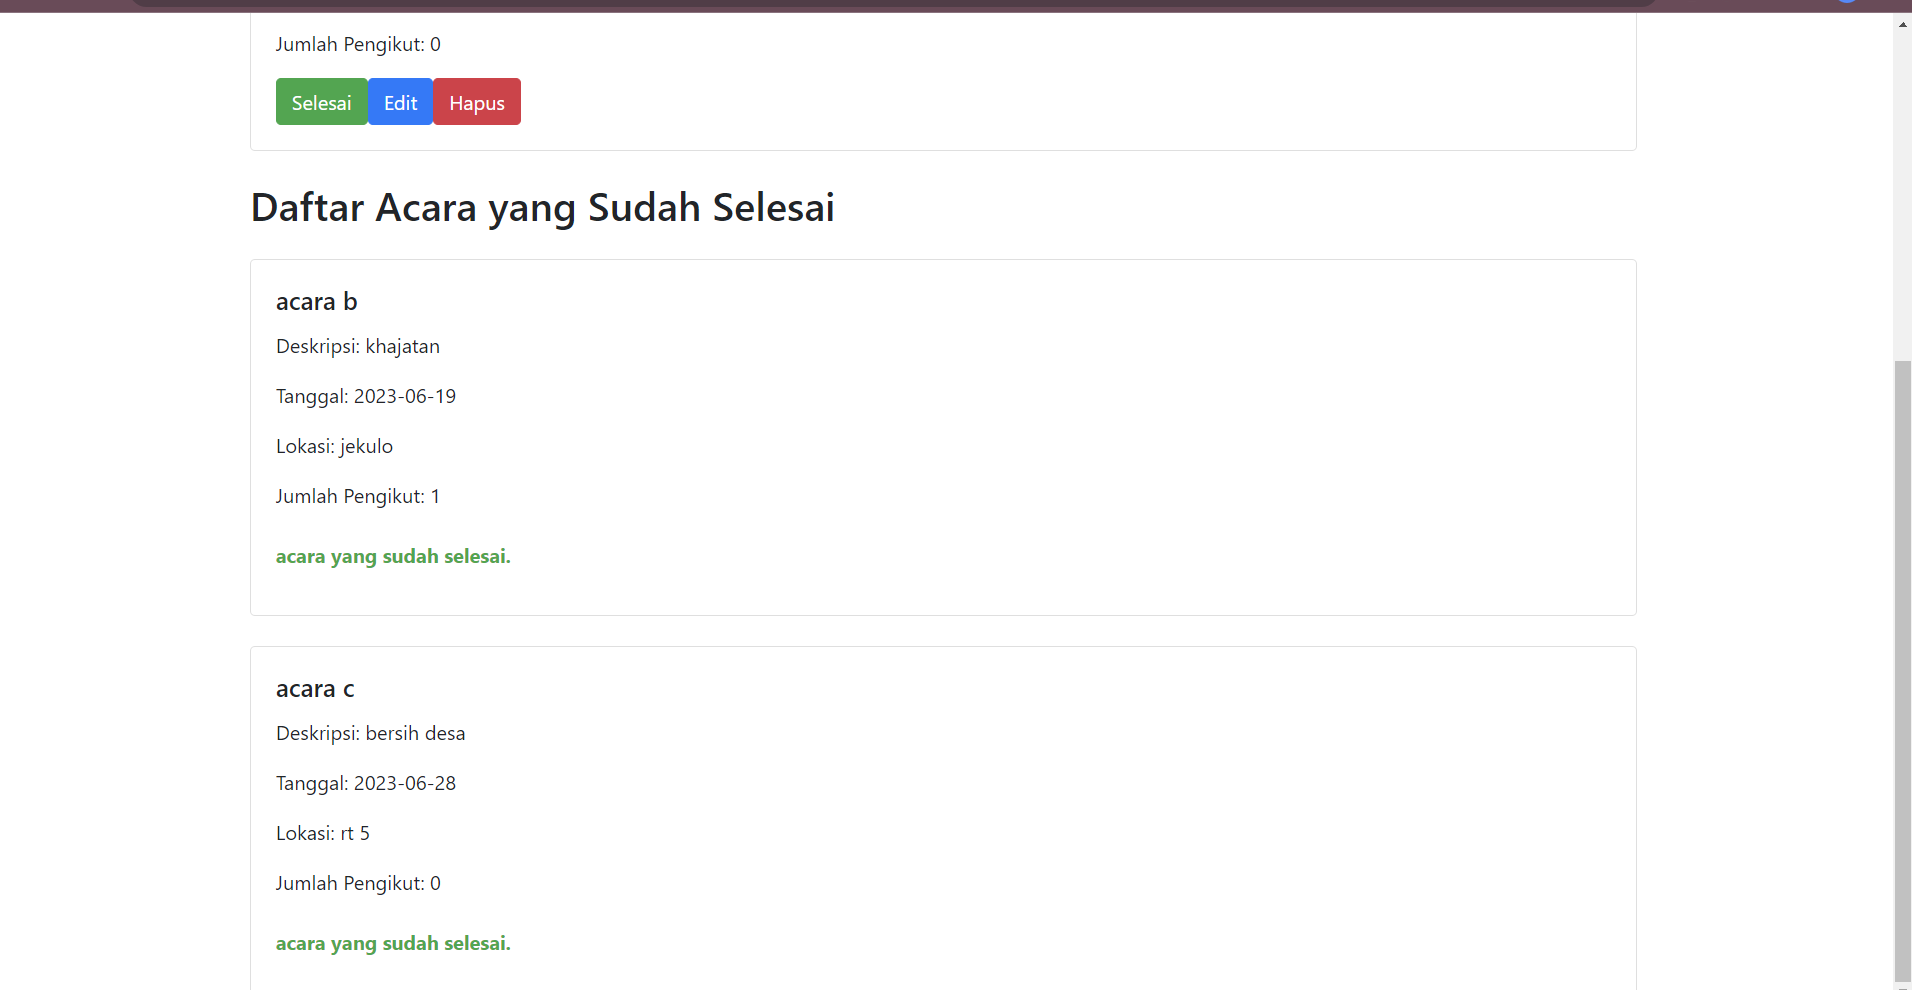 Jumlah Pengikut: 0
Selesai Edit Hapus
Daftar Acara yang Sudah Selesai
acara b
Deskripsi: khajatan
Tanggal: 2023-06-19
Lokasi: jekulo
Jumlah Pengikut: 1
acara yang sudah selesai.
acara c
Deskripsi: bersih desa
Tanggal: 2023-06-28
Lokasi: rt 5
Jumlah Pengikut: 0
acara yang sudah selesai.